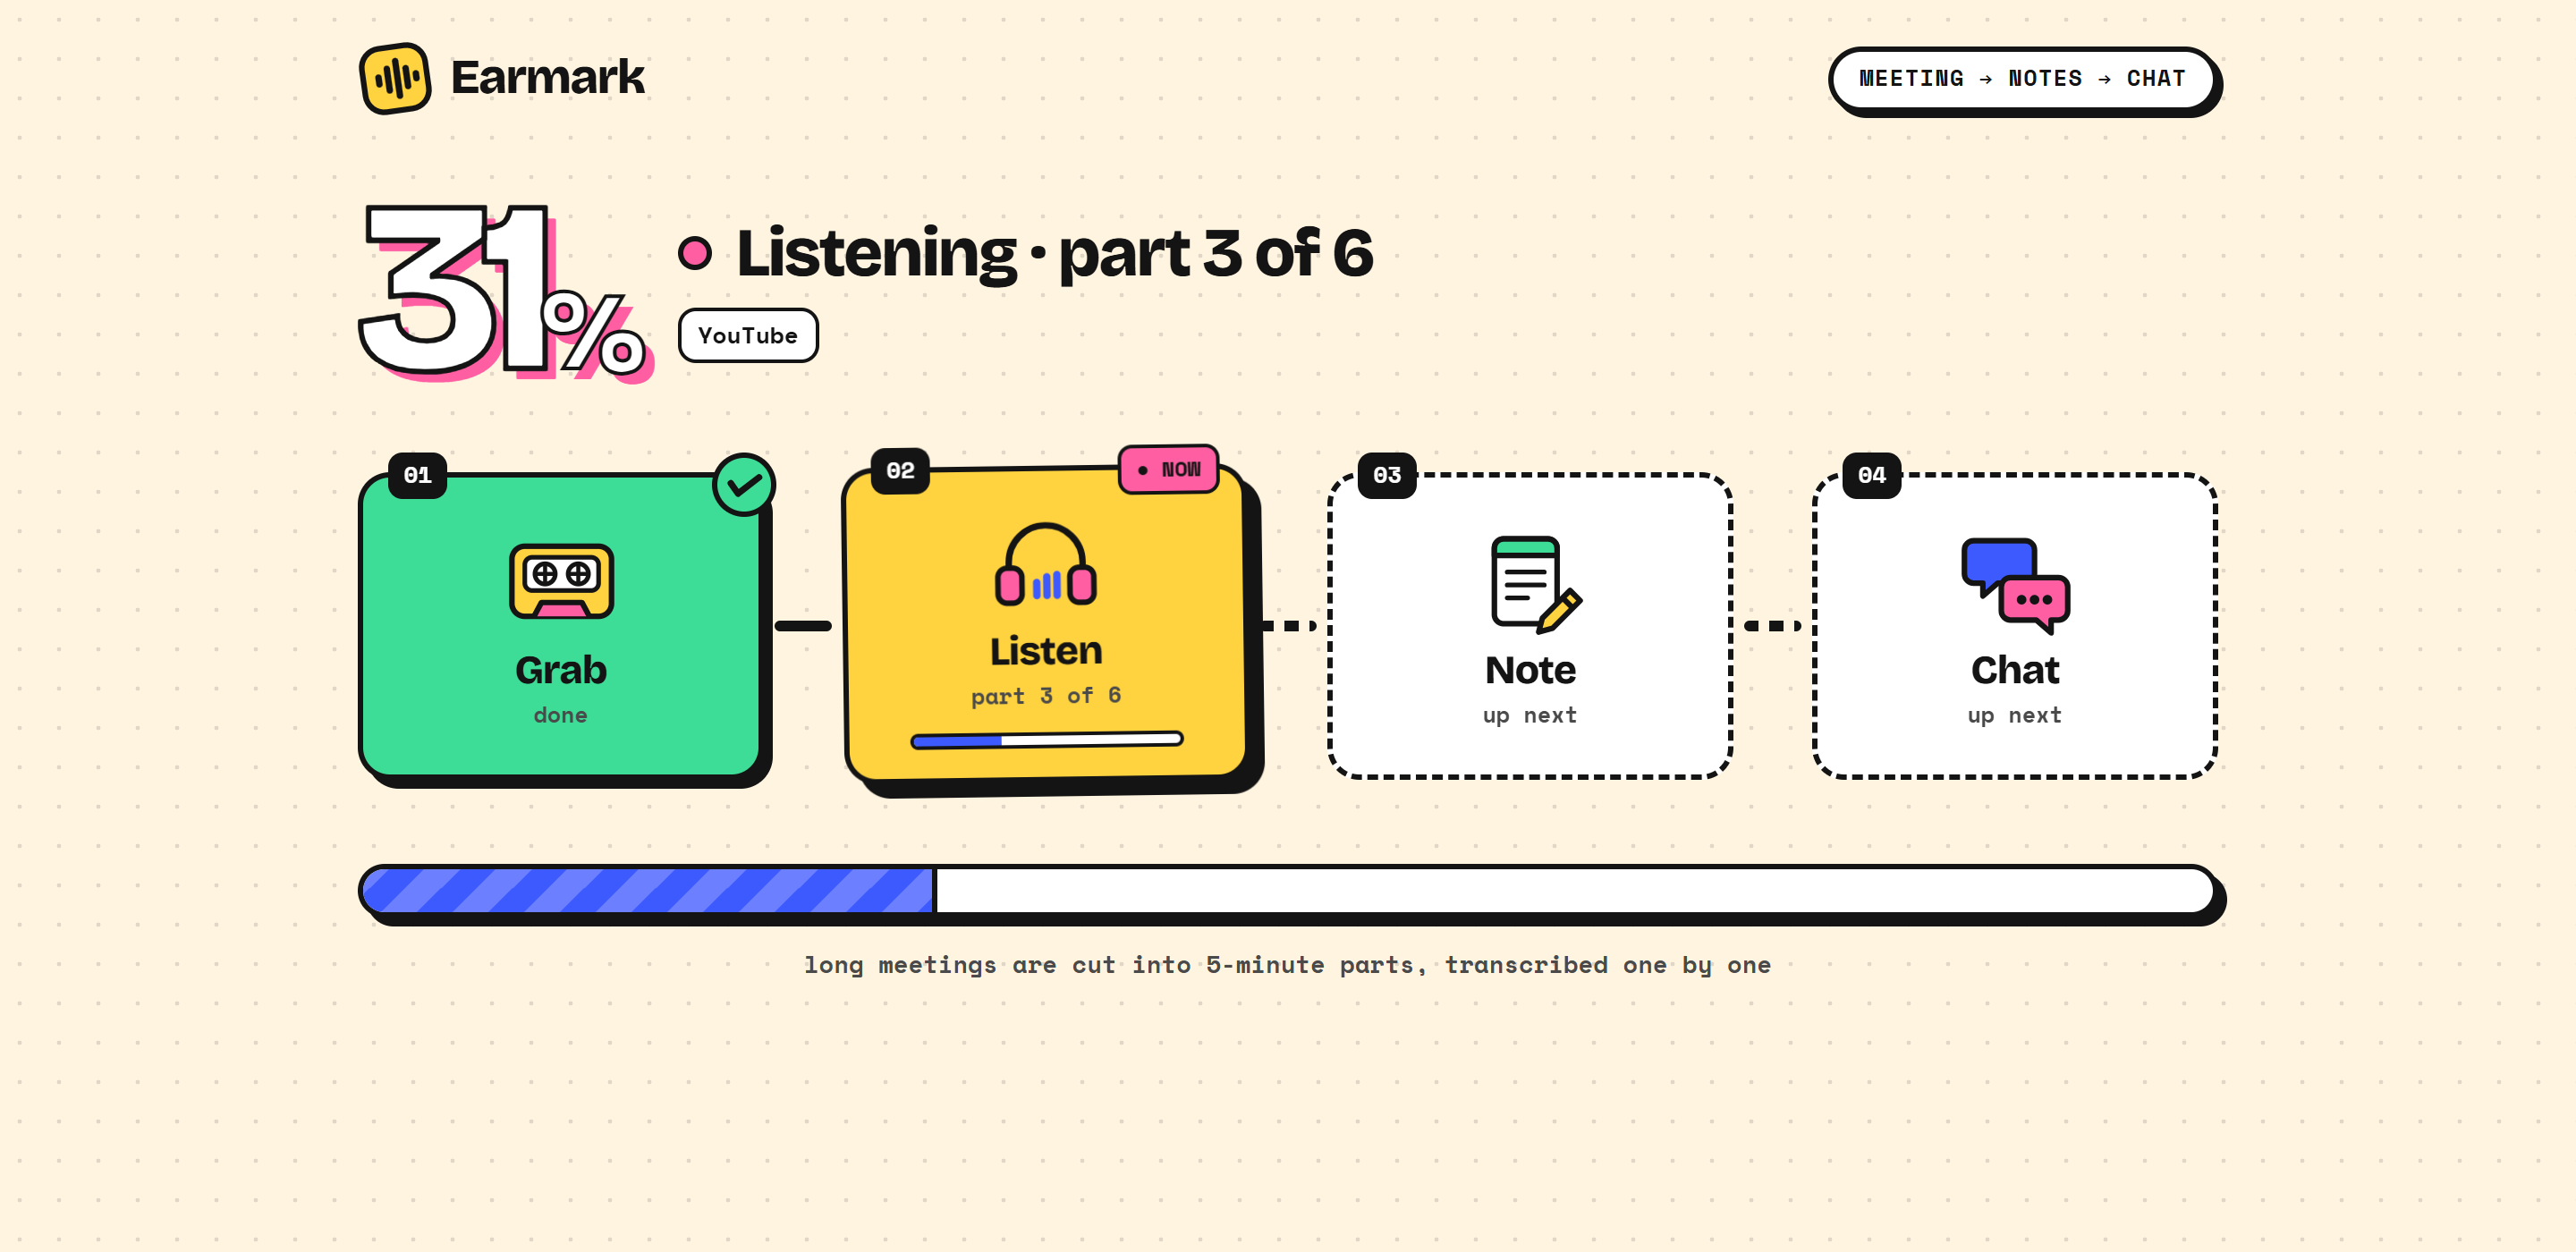 Earmark
MEETING → NOTES → CHAT
31%
Listening · part 3 of 6
YouTube
01
02
• NOW
03
04
Grab
done
Listen
part 3 of 6
Note
up next
Chat
up next
long meetings are cut into 5-minute parts, transcribed one by one